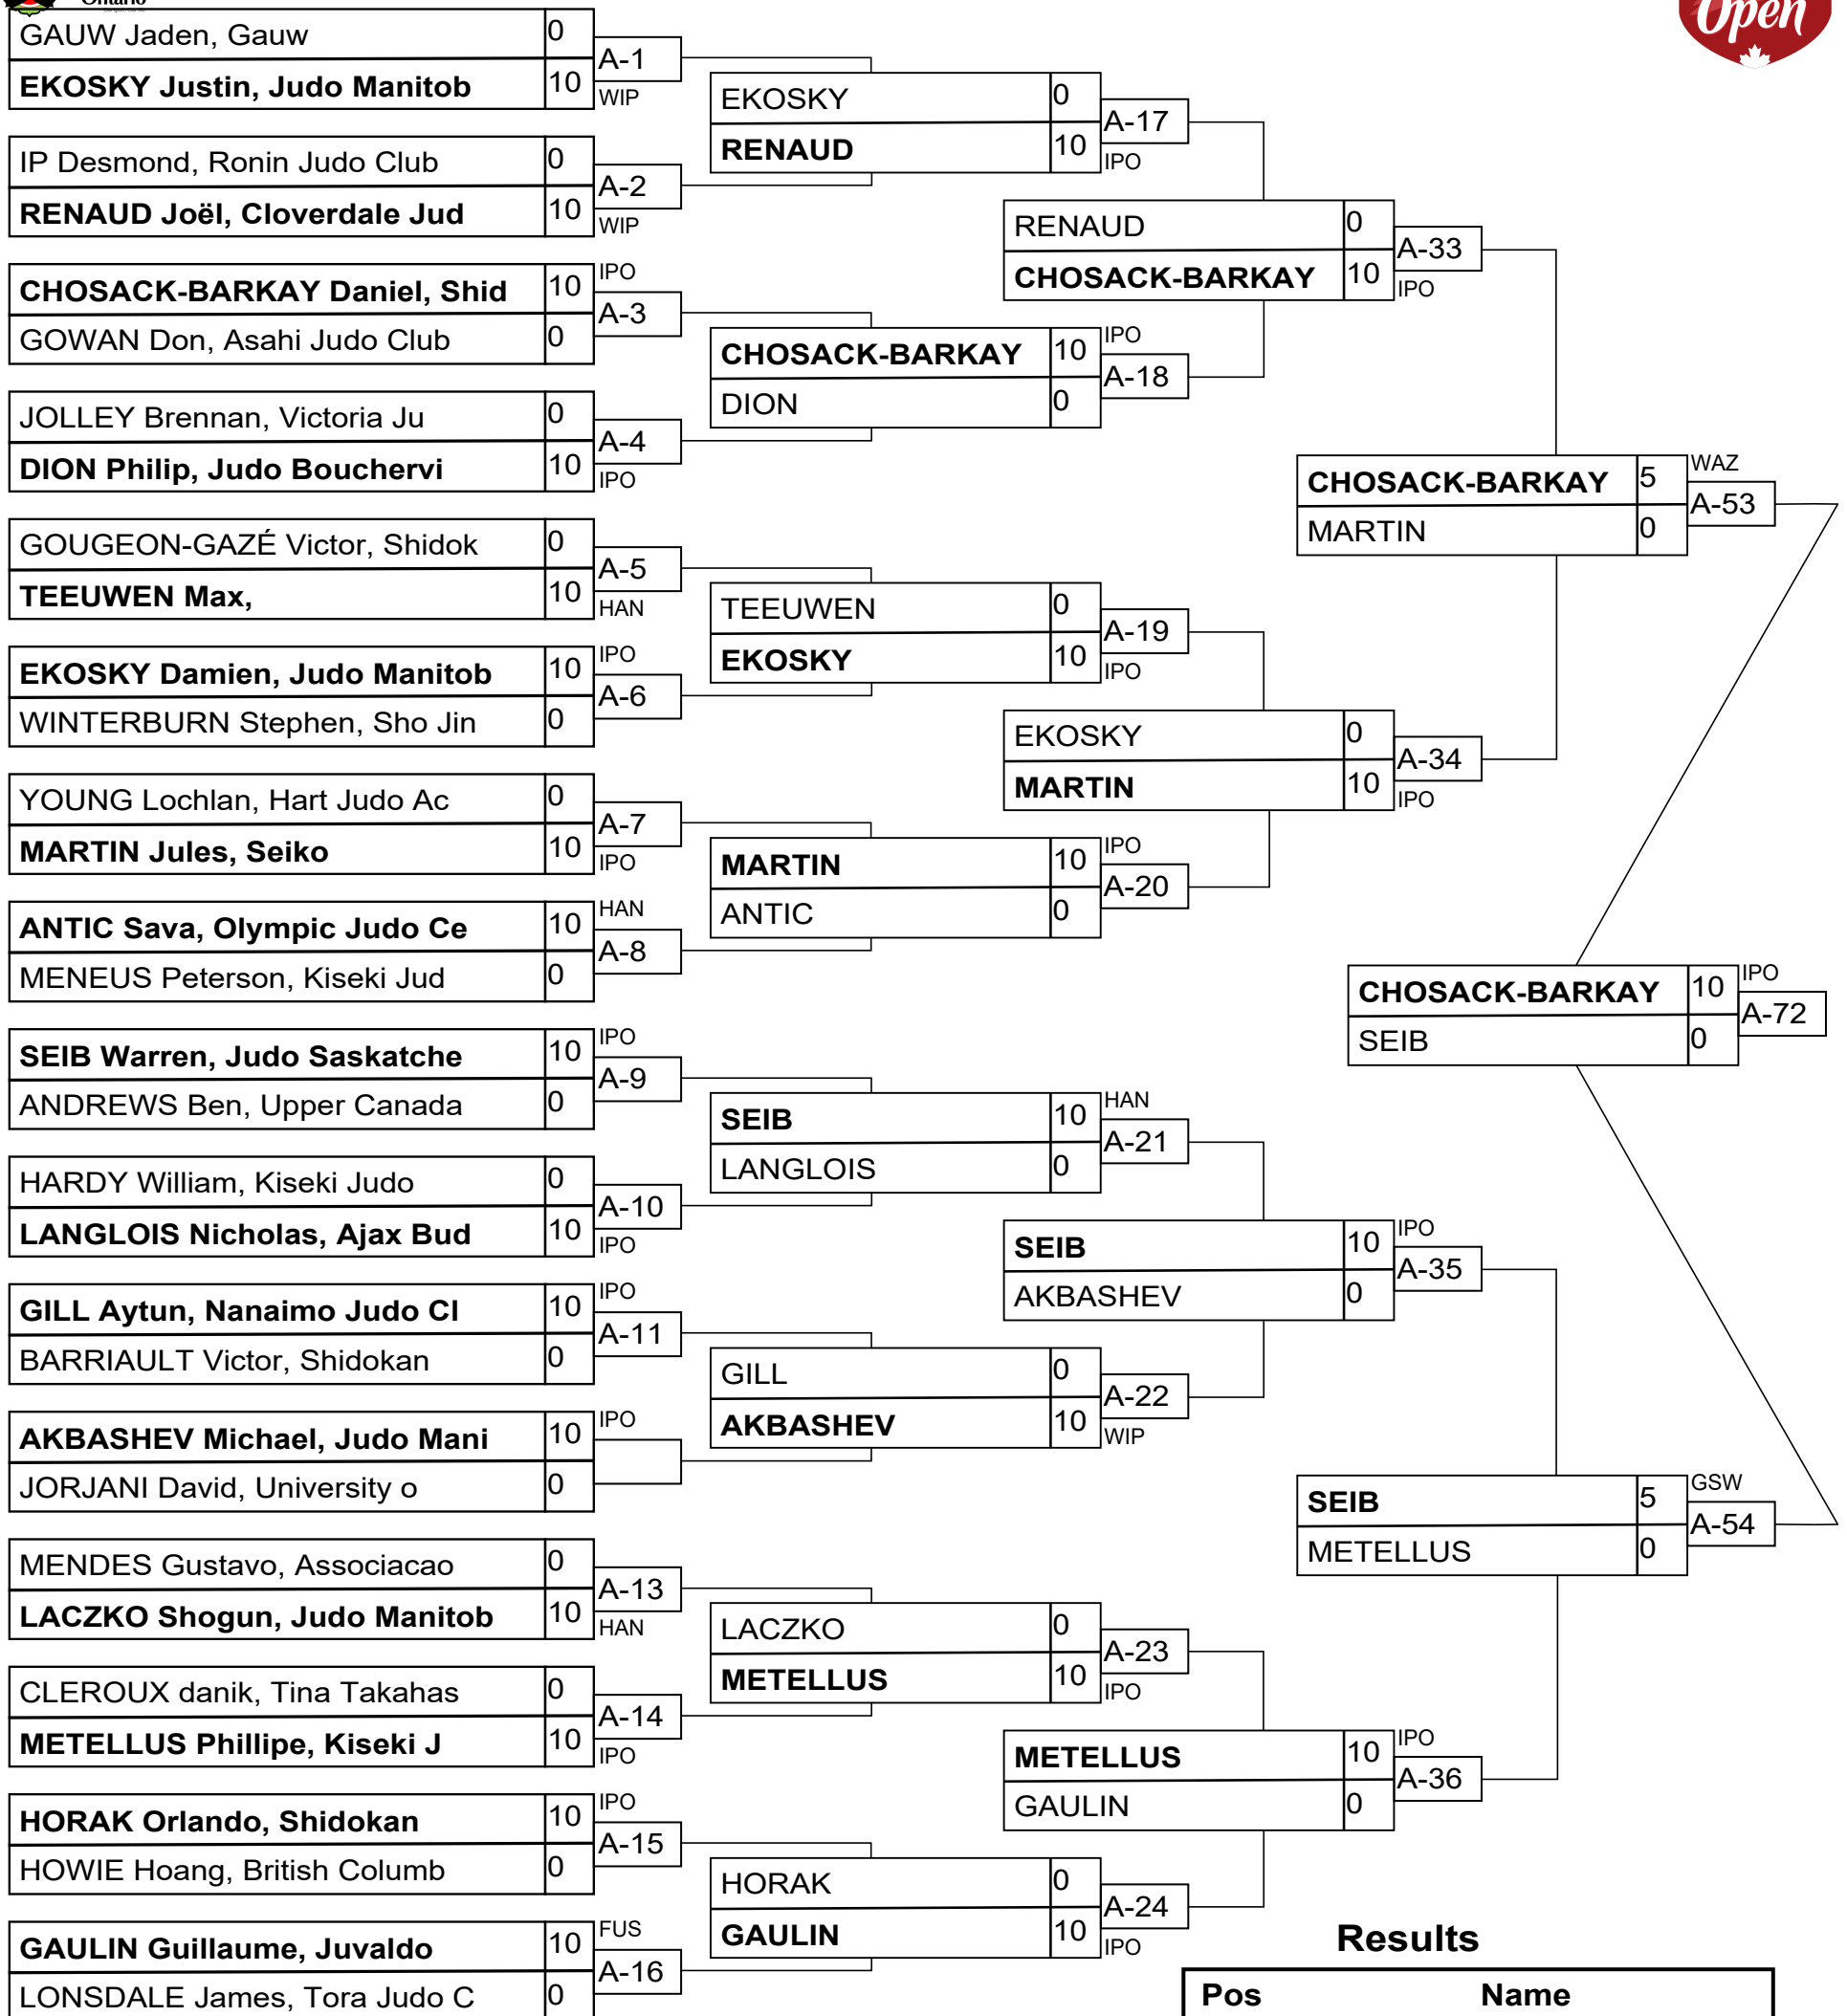 Ontario
Open
GAUW Jaden, Gauw 0
A-1
EKOSKY Justin, Judo Manitob 10 WIP
IP Desmond, Ronin Judo Club 0
A-2
RENAUD Joël, Cloverdale Jud 10 WIP
CHOSACK-BARKAY Daniel, Shid 10 IPO
A-3
GOWAN Don, Asahi Judo Club 0
JOLLEY Brennan, Victoria Ju 0
A-4
DION Philip, Judo Bouchervi 10 IPO
GOUGEON-GAZÉ Victor, Shidok 0
A-5
TEEUWEN Max, 10 HAN
EKOSKY Damien, Judo Manitob 10 IPO
A-6
WINTERBURN Stephen, Sho Jin 0
YOUNG Lochlan, Hart Judo Ac 0
A-7
MARTIN Jules, Seiko 10 IPO
ANTIC Sava, Olympic Judo Ce 10 HAN
A-8
MENEUS Peterson, Kiseki Jud 0
SEIB Warren, Judo Saskatche 10 IPO
A-9
ANDREWS Ben, Upper Canada 0
HARDY William, Kiseki Judo 0
A-10
LANGLOIS Nicholas, Ajax Bud 10 IPO
GILL Aytun, Nanaimo Judo Cl 10 IPO
A-11
BARRIAULT Victor, Shidokan 0
AKBASHEV Michael, Judo Mani 10 IPO
JORJANI David, University o 0
MENDES Gustavo, Associacao 0
A-13
LACZKO Shogun, Judo Manitob 10 HAN
CLEROUX danik, Tina Takahas 0
A-14
METELLUS Phillipe, Kiseki J 10 IPO
HORAK Orlando, Shidokan 10 IPO
A-15
HOWIE Hoang, British Columb 0
GAULIN Guillaume, Juvaldo 10 FUS
A-16
LONSDALE James, Tora Judo C 0
EKOSKY 0
A-17
RENAUD 10 IPO
CHOSACK-BARKAY 10 IPO
A-18
DION 0
TEEUWEN 0
A-19
EKOSKY 10 IPO
MARTIN 10 IPO
A-20
ANTIC 0
SEIB 10 HAN
A-21
LANGLOIS 0
GILL 0
A-22
AKBASHEV 10 WIP
LACZKO 0
A-23
METELLUS 10 IPO
HORAK 0
A-24
GAULIN 10 IPO
RENAUD 0
A-33
CHOSACK-BARKAY 10 IPO
EKOSKY 0
A-34
MARTIN 10 IPO
SEIB 10 IPO
A-35
AKBASHEV 0
METELLUS 10 IPO
A-36
GAULIN 0
CHOSACK-BARKAY 5 WAZ
A-53
MARTIN 0
SEIB 5 GSW
A-54
METELLUS 0
CHOSACK-BARKAY 10 IPO
A-72
SEIB 0
Results
Pos Name